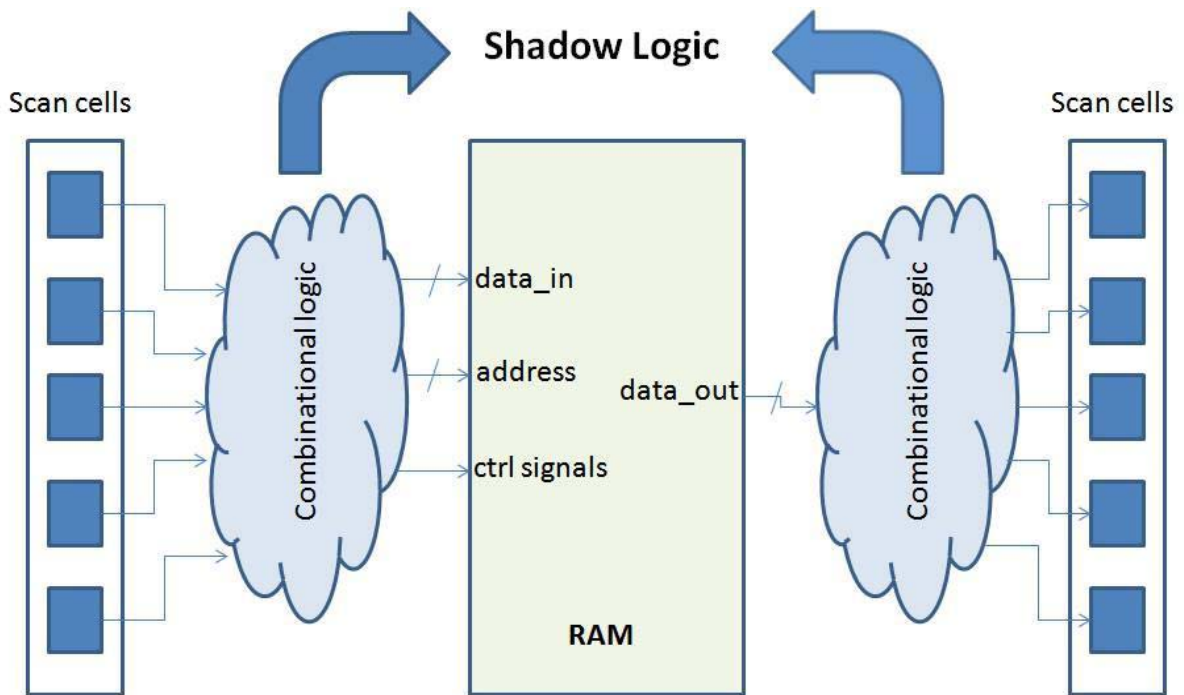 Shadow Logic
Scan cells
Scan cells
Combinational logic
data_in
address
ctrl signals
data_out
RAM
Combinational logic